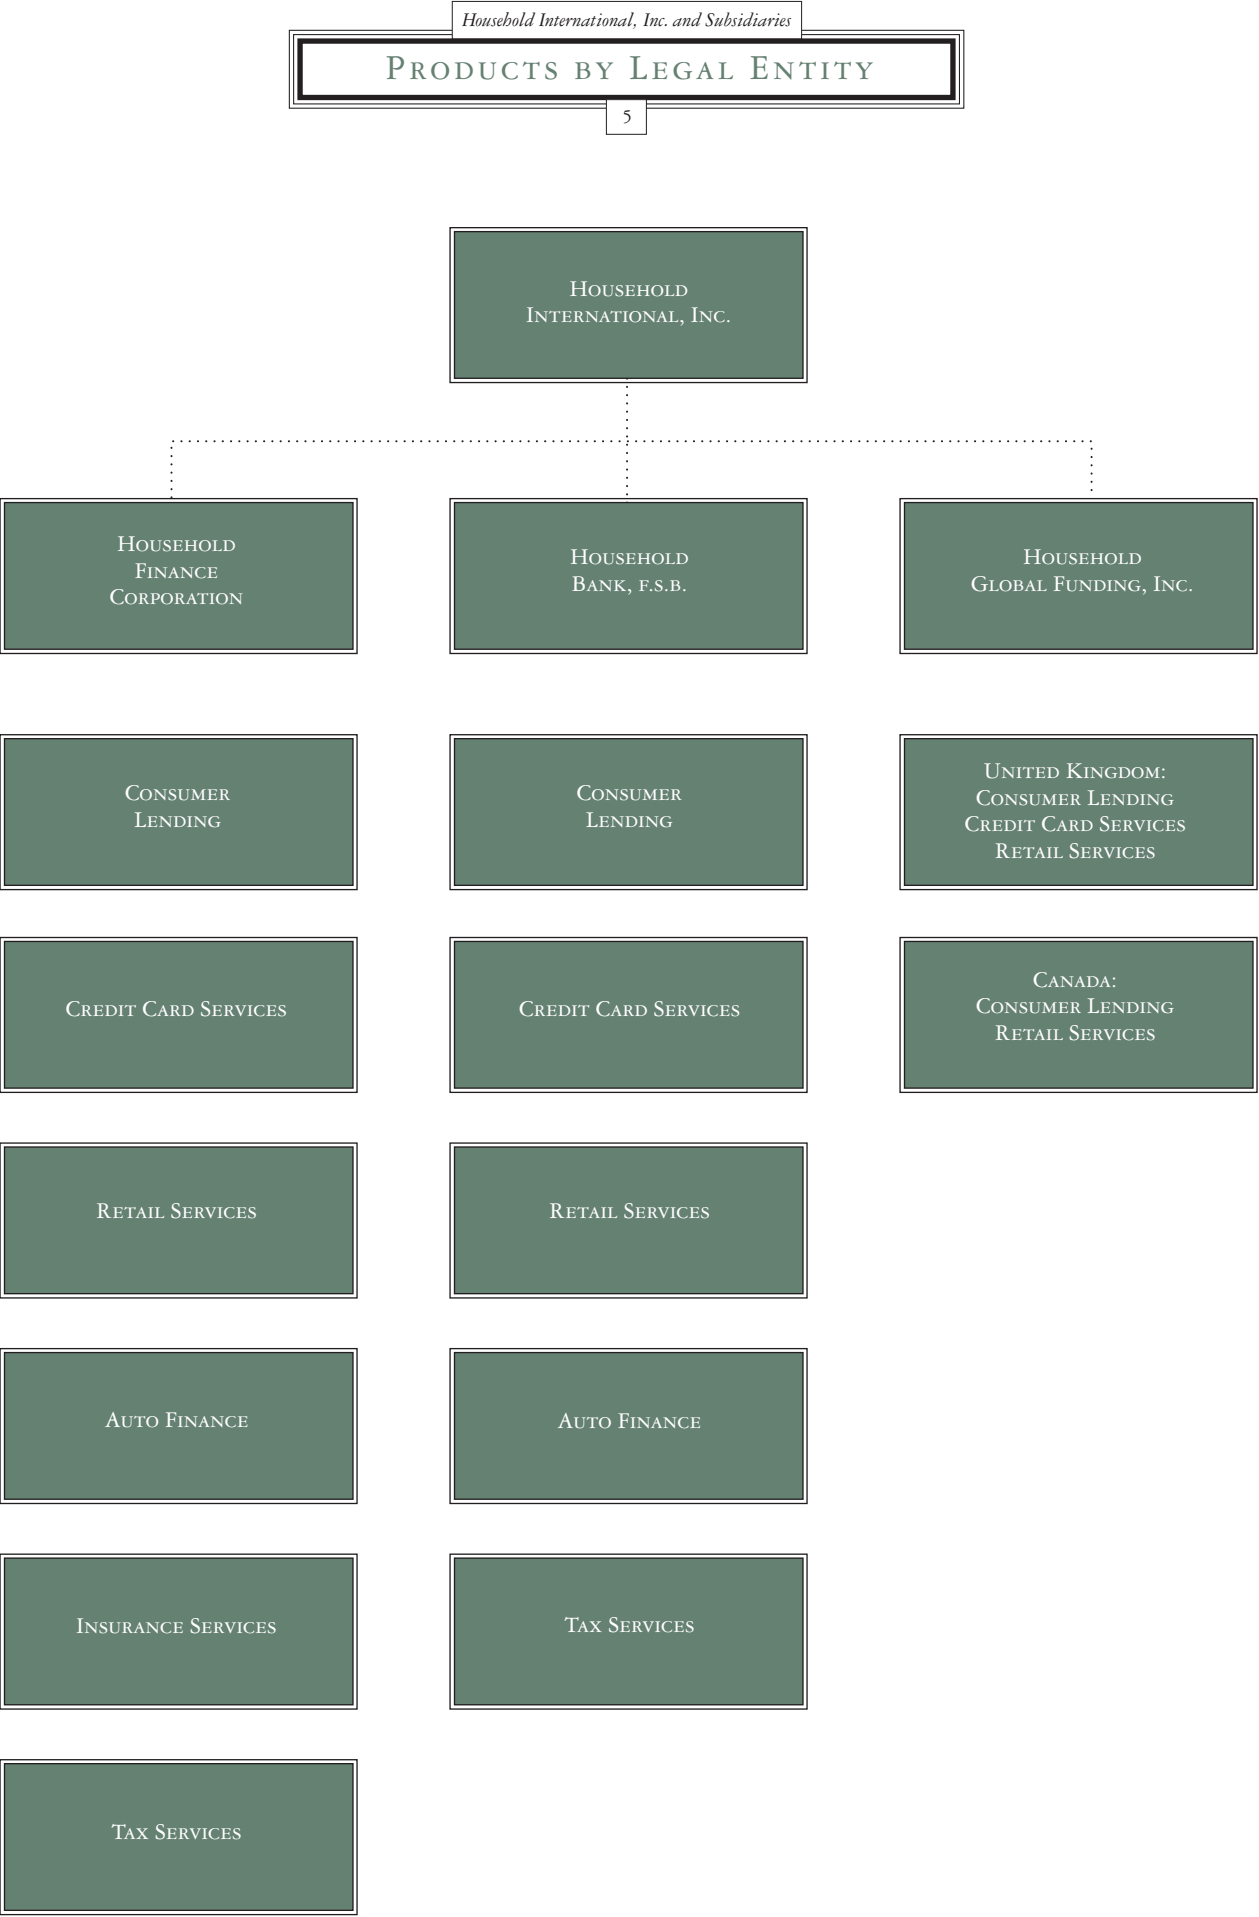 Household International, Inc. and Subsidiaries
Products by Legal Entity
5
Household
International, Inc.
Household
Finance
Corporation
Household
Bank, f.s.b.
Household
Global Funding, Inc.
Consumer
Lending
Consumer
Lending
United Kingdom:
Consumer Lending
Credit Card Services
Retail Services
Credit Card Services
Credit Card Services
Canada:
Consumer Lending
Retail Services
Retail Services
Retail Services
Auto Finance
Auto Finance
Insurance Services
Tax Services
Tax Services